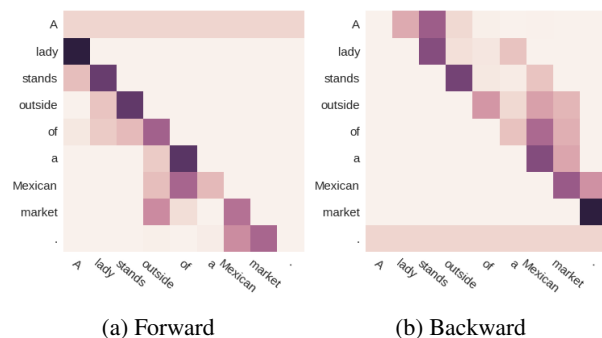 A
lady
stands
outside
of
a
Mexican
market
.
A
lady
stands
outside
of
a
Mexican
market
.
(a) Forward
A
lady
stands
outside
of
a
Mexican
market
.
A
lady
stands
outside
of
a
Mexican
market
.
(b) Backward